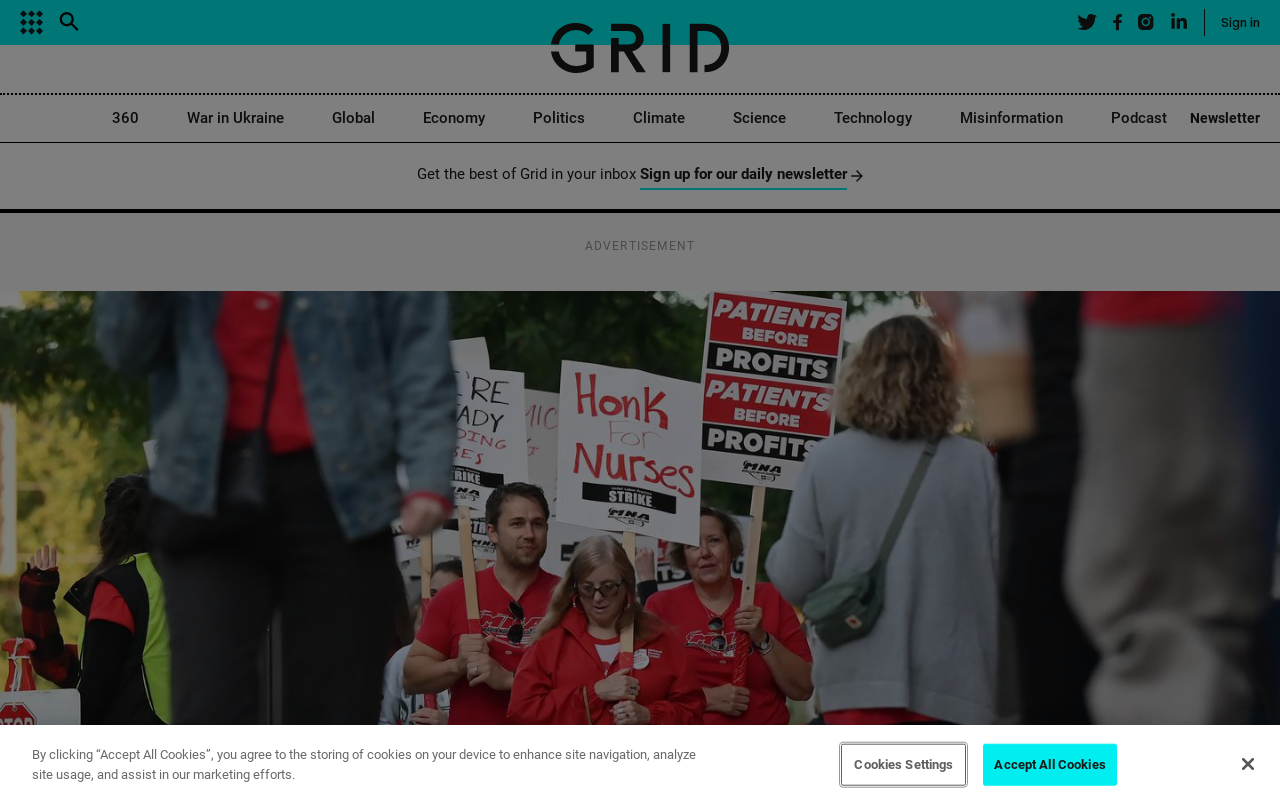 Sign in
GRID
360 War in Ukraine Global Economy Politics Climate Science Technology Misinformation Podcast Newsletter
Get the best of Grid in your inbox Sign up for our daily newsletter
ADVERTISEMENT
PATIENTS
BEFORE
PROFITS
PATIENTS
BEFORE
PROFITS
MNA
Honk
For
Nurses
STRIKE
MNA
By clicking “Accept All Cookies”, you agree to the storing of cookies on your device to enhance site navigation, analyze
site usage, and assist in our marketing efforts.
Cookies Settings
Accept All Cookies